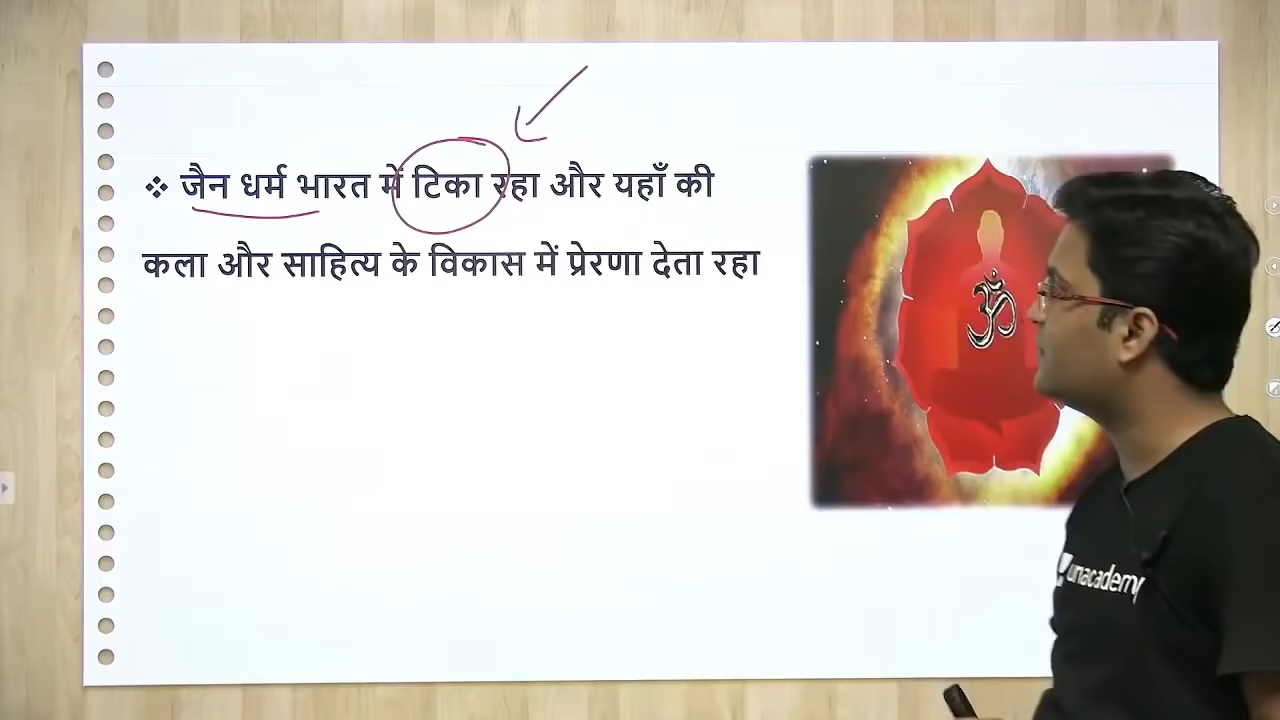 ❖ जैन धर्म भारत में टिका रहा और यहाँ की
कला और साहित्य के विकास में प्रेरणा देता रहा
ॐ
unacademy